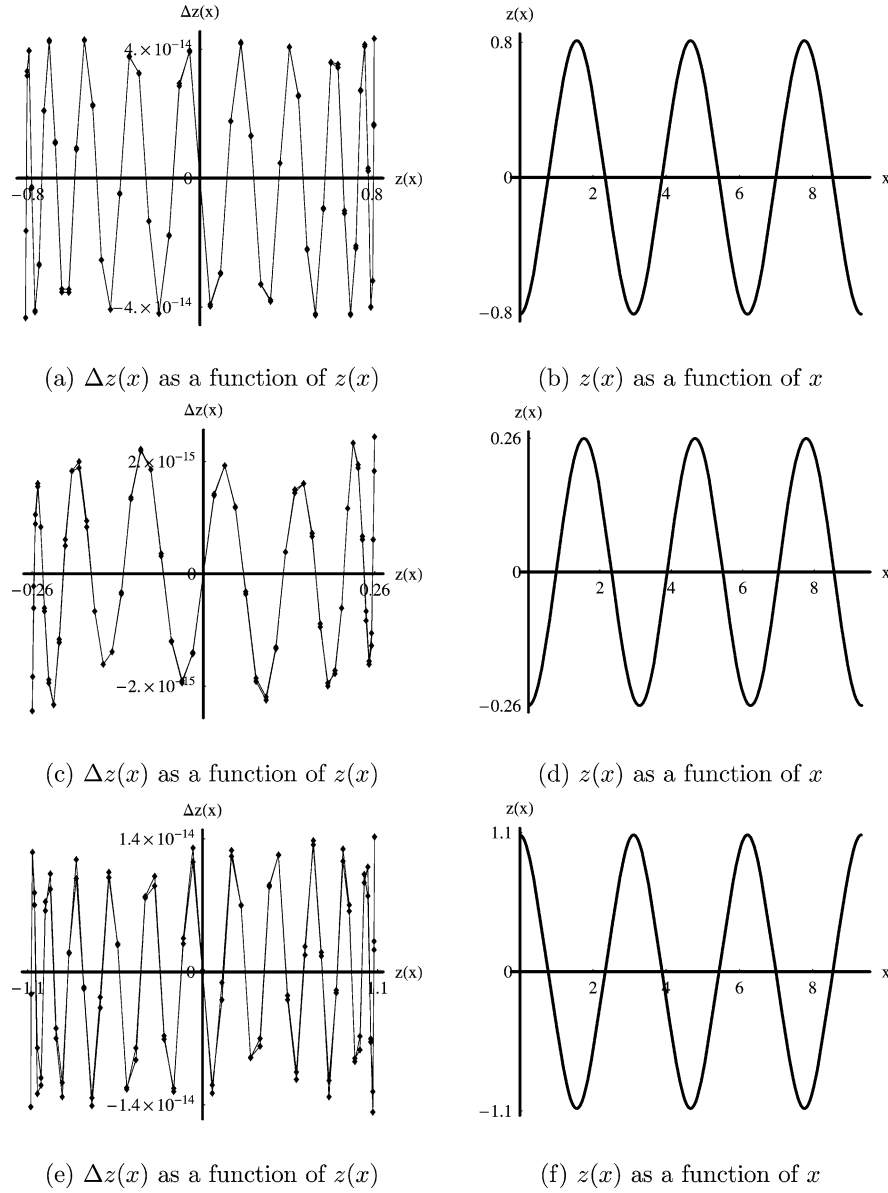 Δz(x)
4.×10⁻¹⁴
0
z(x)
−0.8
0.8
−4.×10⁻¹⁴
z(x)
0.8
0
x
2
4
6
8
−0.8
(a) Δz(x) as a function of z(x)
(b) z(x) as a function of x
Δz(x)
2.×10⁻¹⁵
0
z(x)
−0.26
0.26
−2.×10⁻¹⁵
z(x)
0.26
0
x
2
4
6
8
−0.26
(c) Δz(x) as a function of z(x)
(d) z(x) as a function of x
Δz(x)
1.4×10⁻¹⁴
0
z(x)
−1.1
1.1
−1.4×10⁻¹⁴
z(x)
1.1
0
x
2
4
6
8
−1.1
(e) Δz(x) as a function of z(x)
(f) z(x) as a function of x